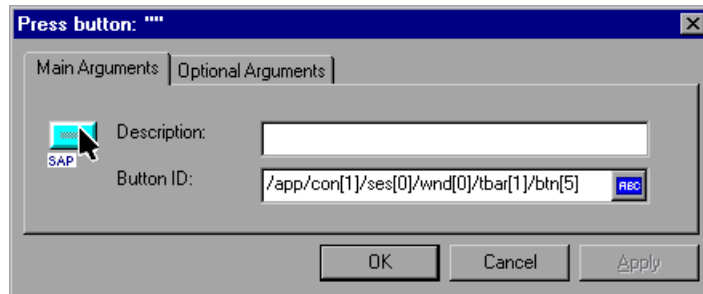 Press button: ""
Main Arguments Optional Arguments
Description:
SAP
Button ID: /app/con[1]/ses[0]/wnd[0]/tbar[1]/btn[5] ABC
OK Cancel Apply